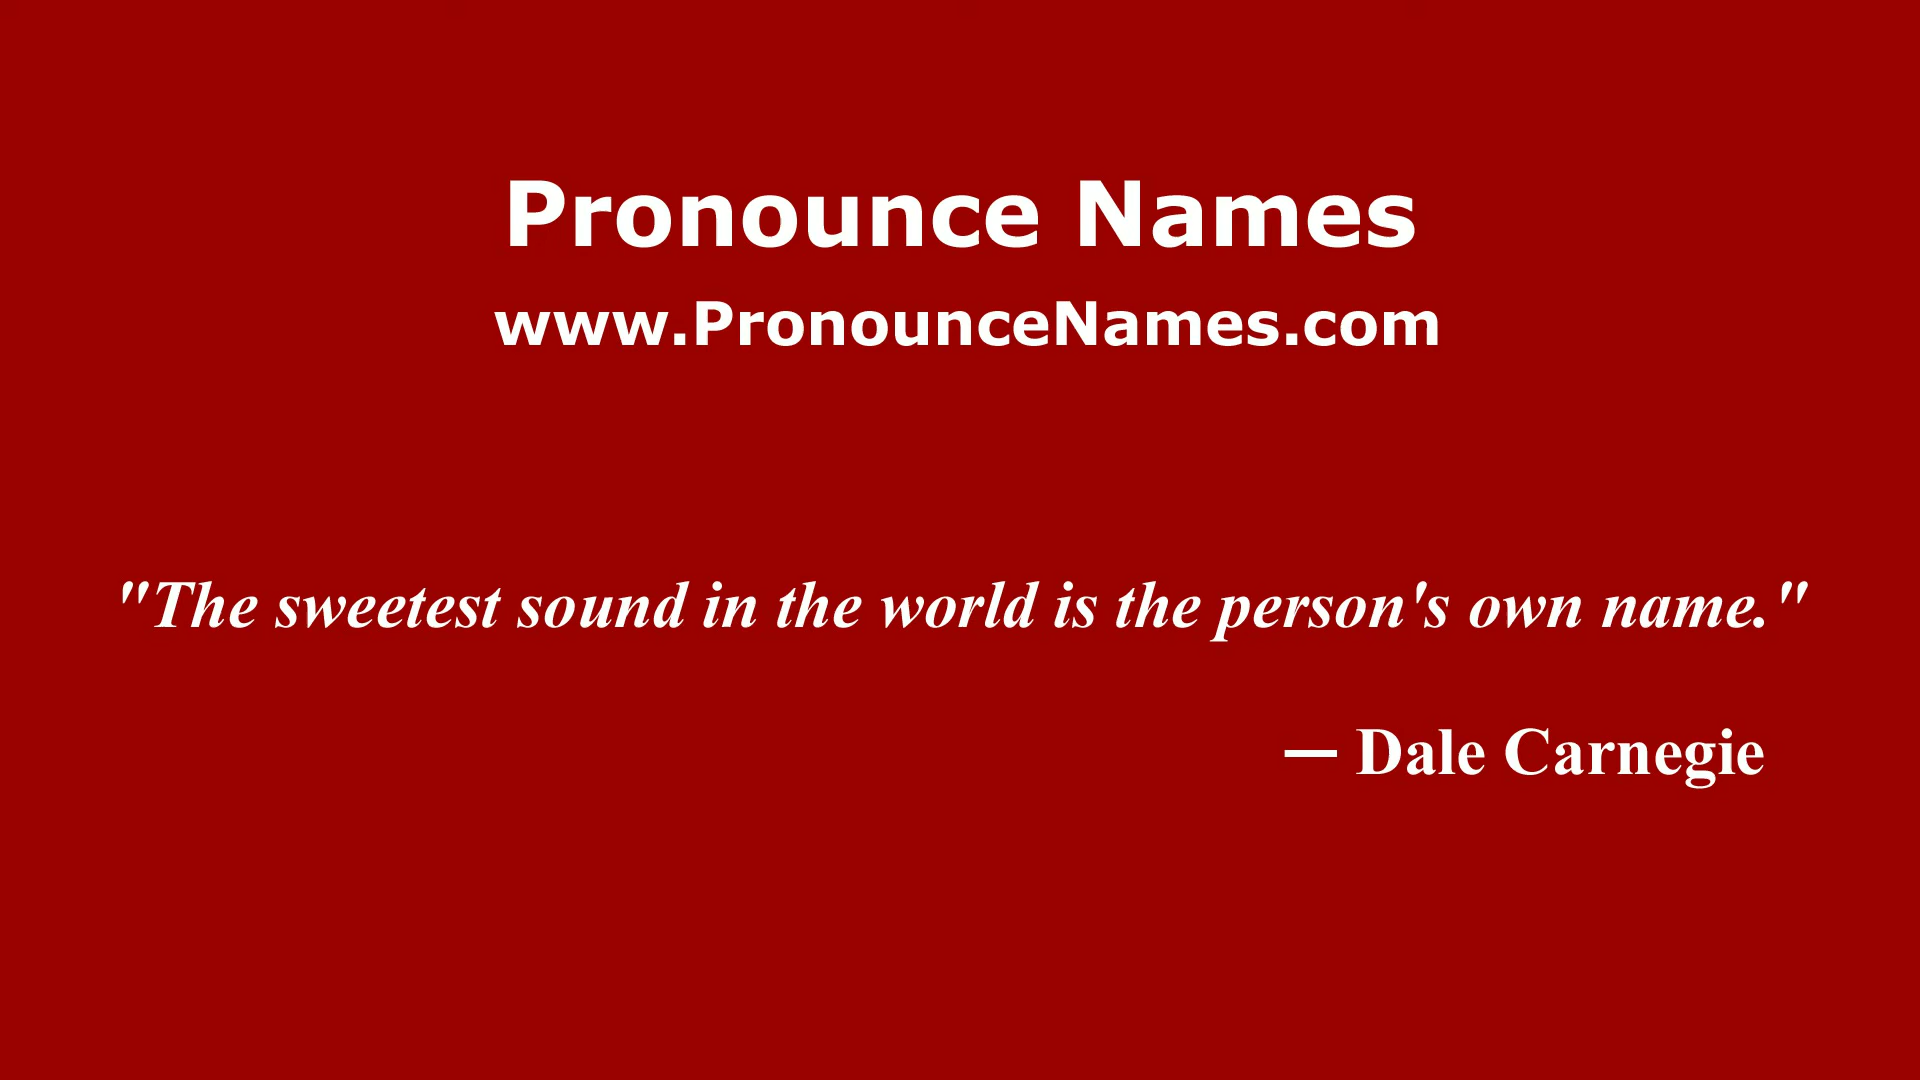 Pronounce Names
www.PronounceNames.com
"The sweetest sound in the world is the person's own name."
— Dale Carnegie